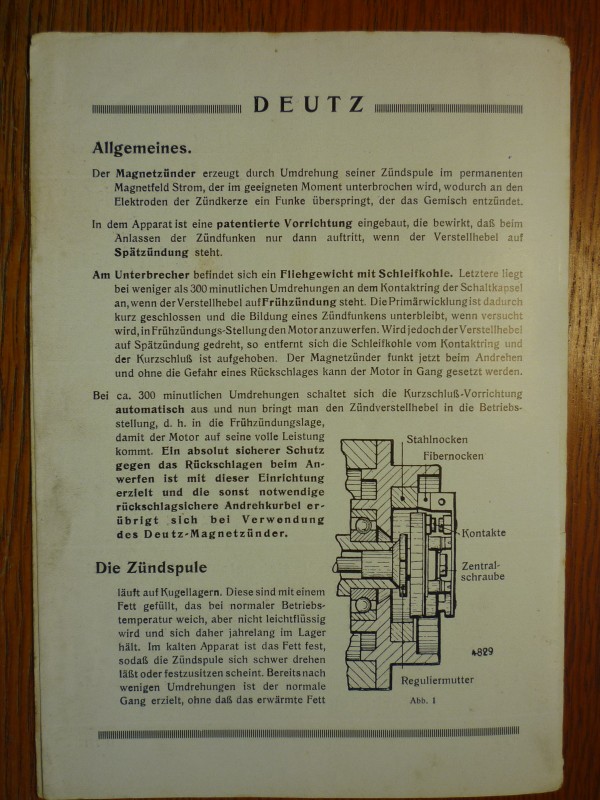 DEUTZ
Allgemeines.
Der Magnetzünder erzeugt durch Umdrehung seiner Zündspule im permanenten
Magnetfeld Strom, der im geeigneten Moment unterbrochen wird, wodurch an den
Elektroden der Zündkerze ein Funke überspringt, der das Gemisch entzündet.
In dem Apparat ist eine patentierte Vorrichtung eingebaut, die bewirkt, daß beim
Anlassen der Zündfunken nur dann auftritt, wenn der Verstellhebel auf
Spätzündung steht.
Am Unterbrecher befindet sich ein Fliehgewicht mit Schleifkohle. Letztere liegt
bei weniger als 300 minutlichen Umdrehungen an dem Kontaktring der Schaltkapsel
an, wenn der Verstellhebel auf Frühzündung steht. Die Primärwicklung ist dadurch
kurz geschlossen und die Bildung eines Zündfunkens unterbleibt, wenn versucht
wird, in Frühzündungs-Stellung den Motor anzuwerfen. Wird jedoch der Verstellhebel
auf Spätzündung gedreht, so entfernt sich die Schleifkohle vom Kontaktring und
der Kurzschluß ist aufgehoben. Der Magnetzünder funkt jetzt beim Andrehen
und ohne die Gefahr eines Rückschlages kann der Motor in Gang gesetzt werden.
Bei ca. 300 minutlichen Umdrehungen schaltet sich die Kurzschluß-Vorrichtung
automatisch aus und nun bringt man den Zündverstellhebel in die Betriebs-
stellung, d. h. in die Frühzündungslage,
damit der Motor auf seine volle Leistung
kommt. Ein absolut sicherer Schutz
gegen das Rückschlagen beim An-
werfen ist mit dieser Einrichtung
erzielt und die sonst notwendige
rückschlagsichere Andrehkurbel er-
übrigt sich bei Verwendung
des Deutz-Magnetzünder.
Die Zündspule
läuft auf Kugellagern. Diese sind mit einem
Fett gefüllt, das bei normaler Betriebs-
temperatur weich, aber nicht leichtflüssig
wird und sich daher jahrelang im Lager
hält. Im kalten Apparat ist das Fett fest,
sodaß die Zündspule sich schwer drehen
läßt oder festzusitzen scheint. Bereits nach
wenigen Umdrehungen ist der normale
Gang erzielt, ohne daß das erwärmte Fett
Stahlnocken
Fibernocken
Kontakte
Zentral-
schraube
4829
Reguliermutter
Abb. 1